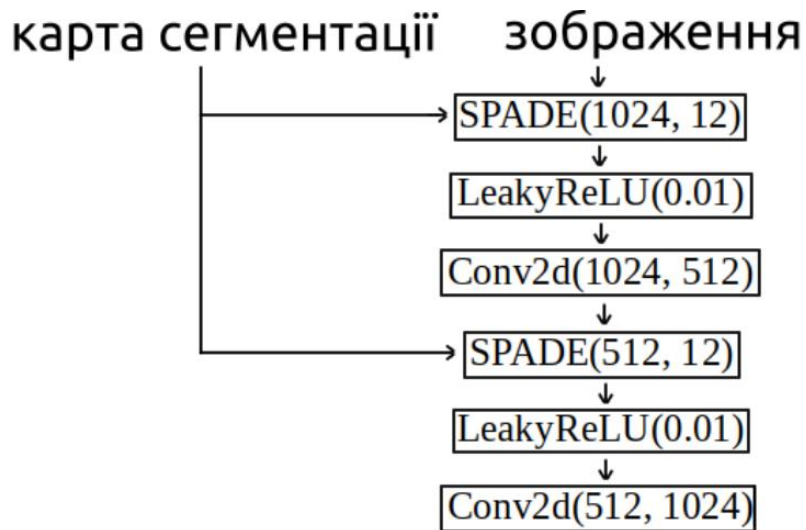 карта сегментації зображення
SPADE(1024, 12)
LeakyReLU(0.01)
Conv2d(1024, 512)
SPADE(512, 12)
LeakyReLU(0.01)
Conv2d(512, 1024)